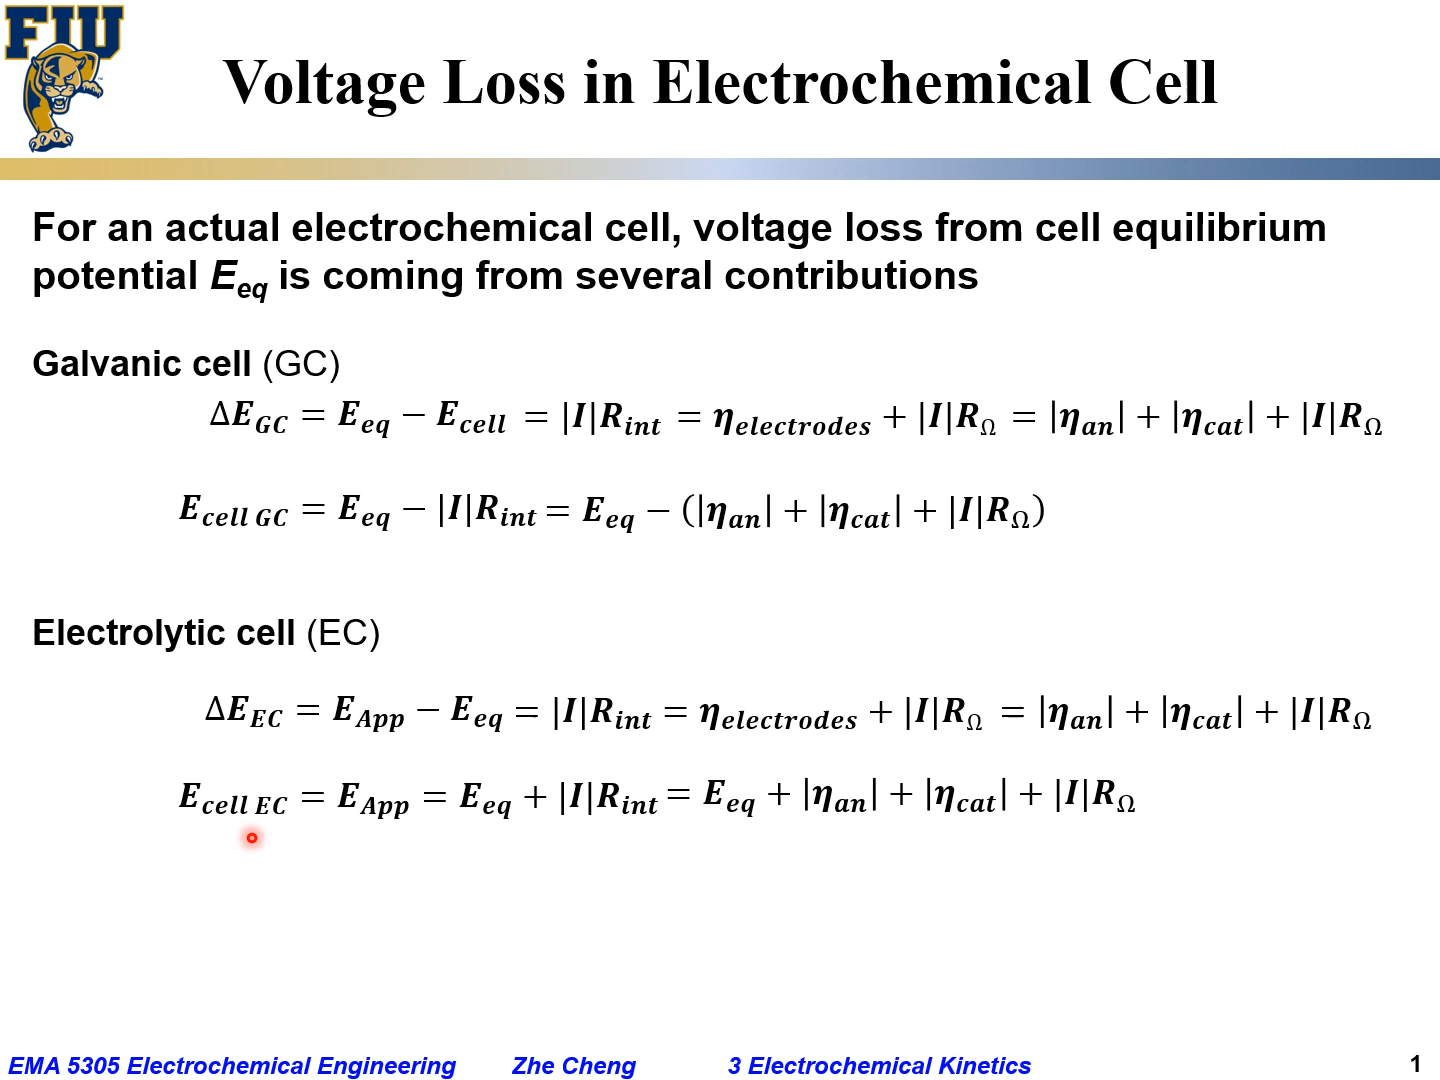 FIU
Voltage Loss in Electrochemical Cell
For an actual electrochemical cell, voltage loss from cell equilibrium
potential E_eq is coming from several contributions
Galvanic cell (GC)
ΔE_GC = E_eq − E_cell = |I|R_int = η_electrodes + |I|R_Ω = |η_an| + |η_cat| + |I|R_Ω
E_cell GC = E_eq − |I|R_int = E_eq − (|η_an| + |η_cat| + |I|R_Ω)
Electrolytic cell (EC)
ΔE_EC = E_App − E_eq = |I|R_int = η_electrodes + |I|R_Ω = |η_an| + |η_cat| + |I|R_Ω
E_cell EC = E_App = E_eq + |I|R_int = E_eq + |η_an| + |η_cat| + |I|R_Ω
EMA 5305 Electrochemical Engineering Zhe Cheng 3 Electrochemical Kinetics 1